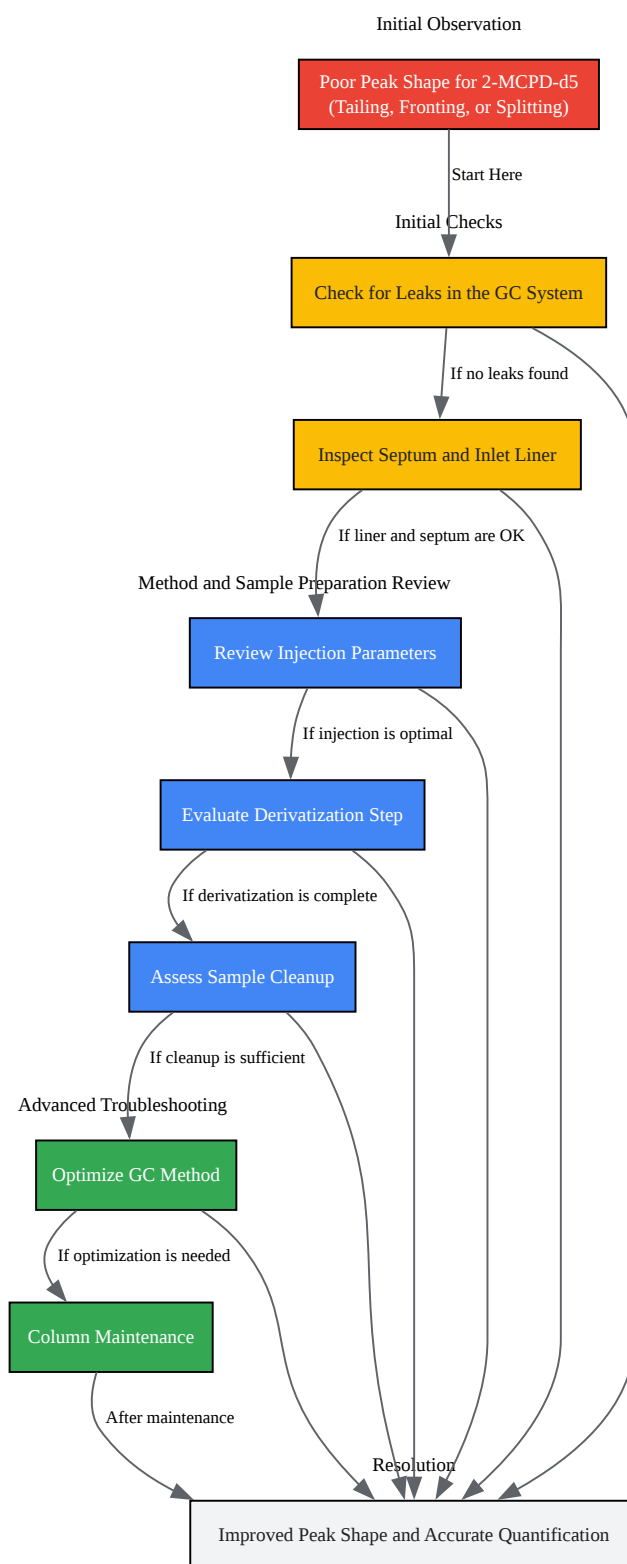 Initial Observation
Poor Peak Shape for 2-MCPD-d5
(Tailing, Fronting, or Splitting)
Start Here
Initial Checks
Check for Leaks in the GC System
If no leaks found
Inspect Septum and Inlet Liner
If liner and septum are OK
Method and Sample Preparation Review
Review Injection Parameters
If injection is optimal
Evaluate Derivatization Step
If derivatization is complete
Assess Sample Cleanup
If cleanup is sufficient
Advanced Troubleshooting
Optimize GC Method
If optimization is needed
Column Maintenance
After maintenance
Resolution
Improved Peak Shape and Accurate Quantification